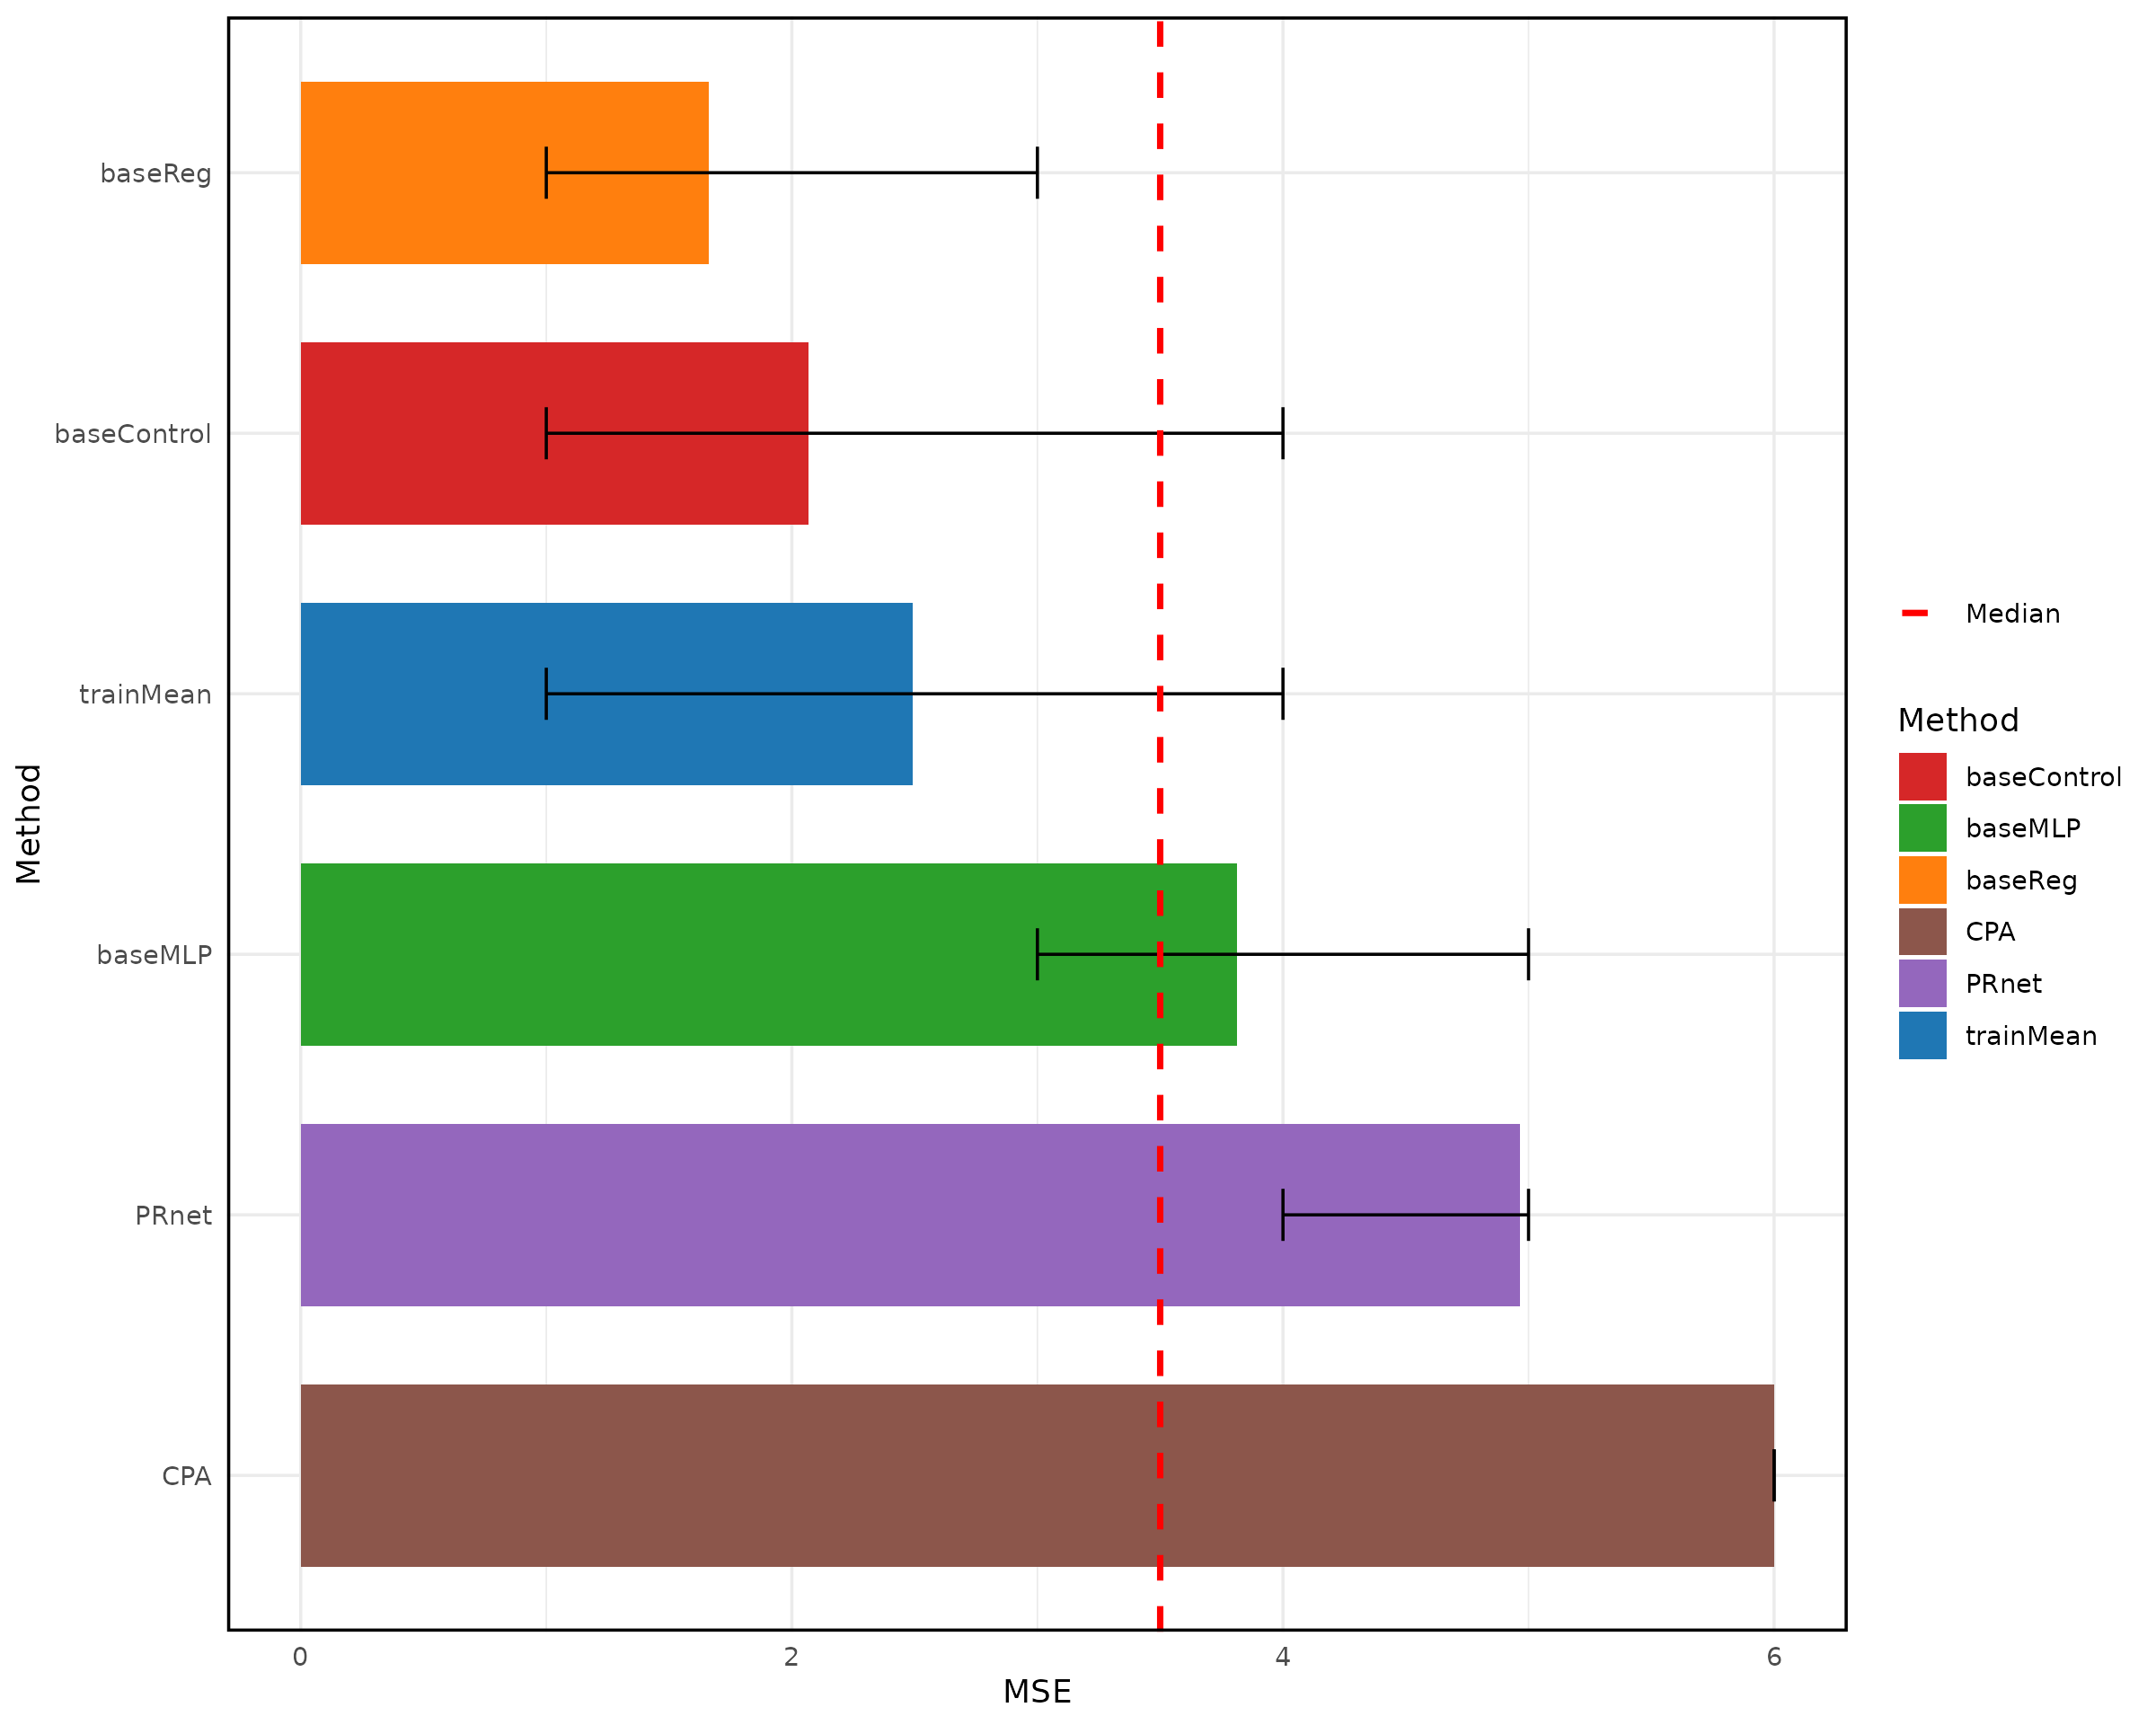 baseReg
baseControl
trainMean
baseMLP
PRnet
CPA
Method
0 2 4 6
MSE
Median
Method
baseControl
baseMLP
baseReg
CPA
PRnet
trainMean